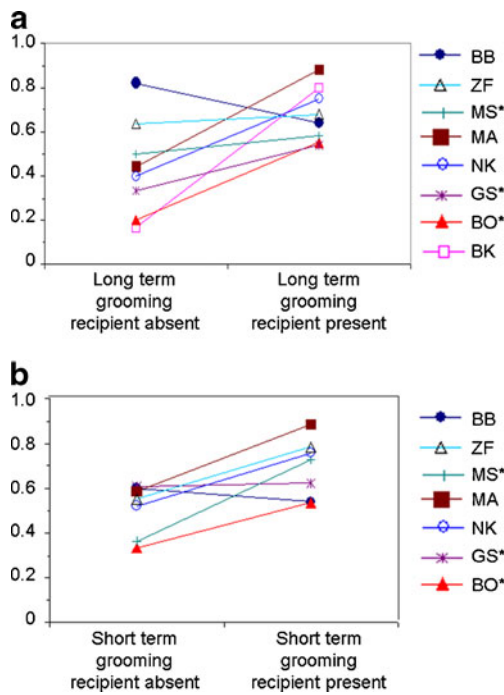 a
1.0
0.8
0.6
0.4
0.2
0
Long term
grooming
recipient absent
Long term
grooming
recipient present
BB
ZF
MS*
MA
NK
GS*
BO*
BK
b
1.0
0.8
0.6
0.4
0.2
0
Short term
grooming
recipient absent
Short term
grooming
recipient present
BB
ZF
MS*
MA
NK
GS*
BO*